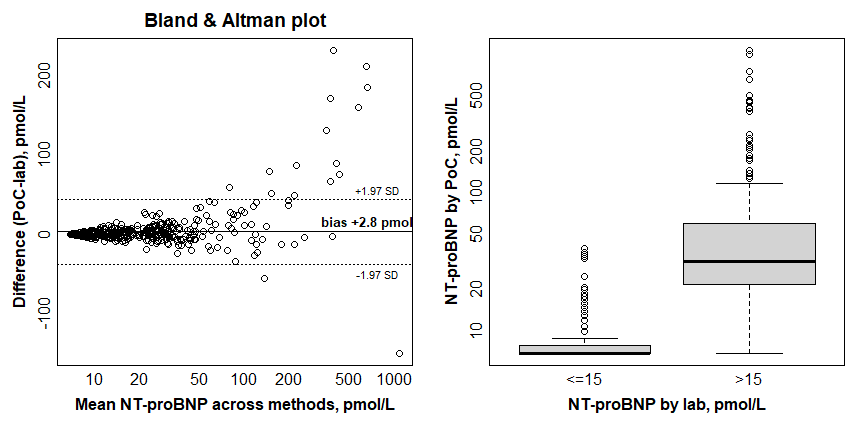 Bland & Altman plot
Difference (PoC-lab), pmol/L
200
100
0
-100
+1.97 SD
bias +2.8 pmol
-1.97 SD
10 20 50 100 200 500 1000
Mean NT-proBNP across methods, pmol/L
NT-proBNP by PoC, pmol/L
500
200
100
50
20
10
<=15 >15
NT-proBNP by lab, pmol/L